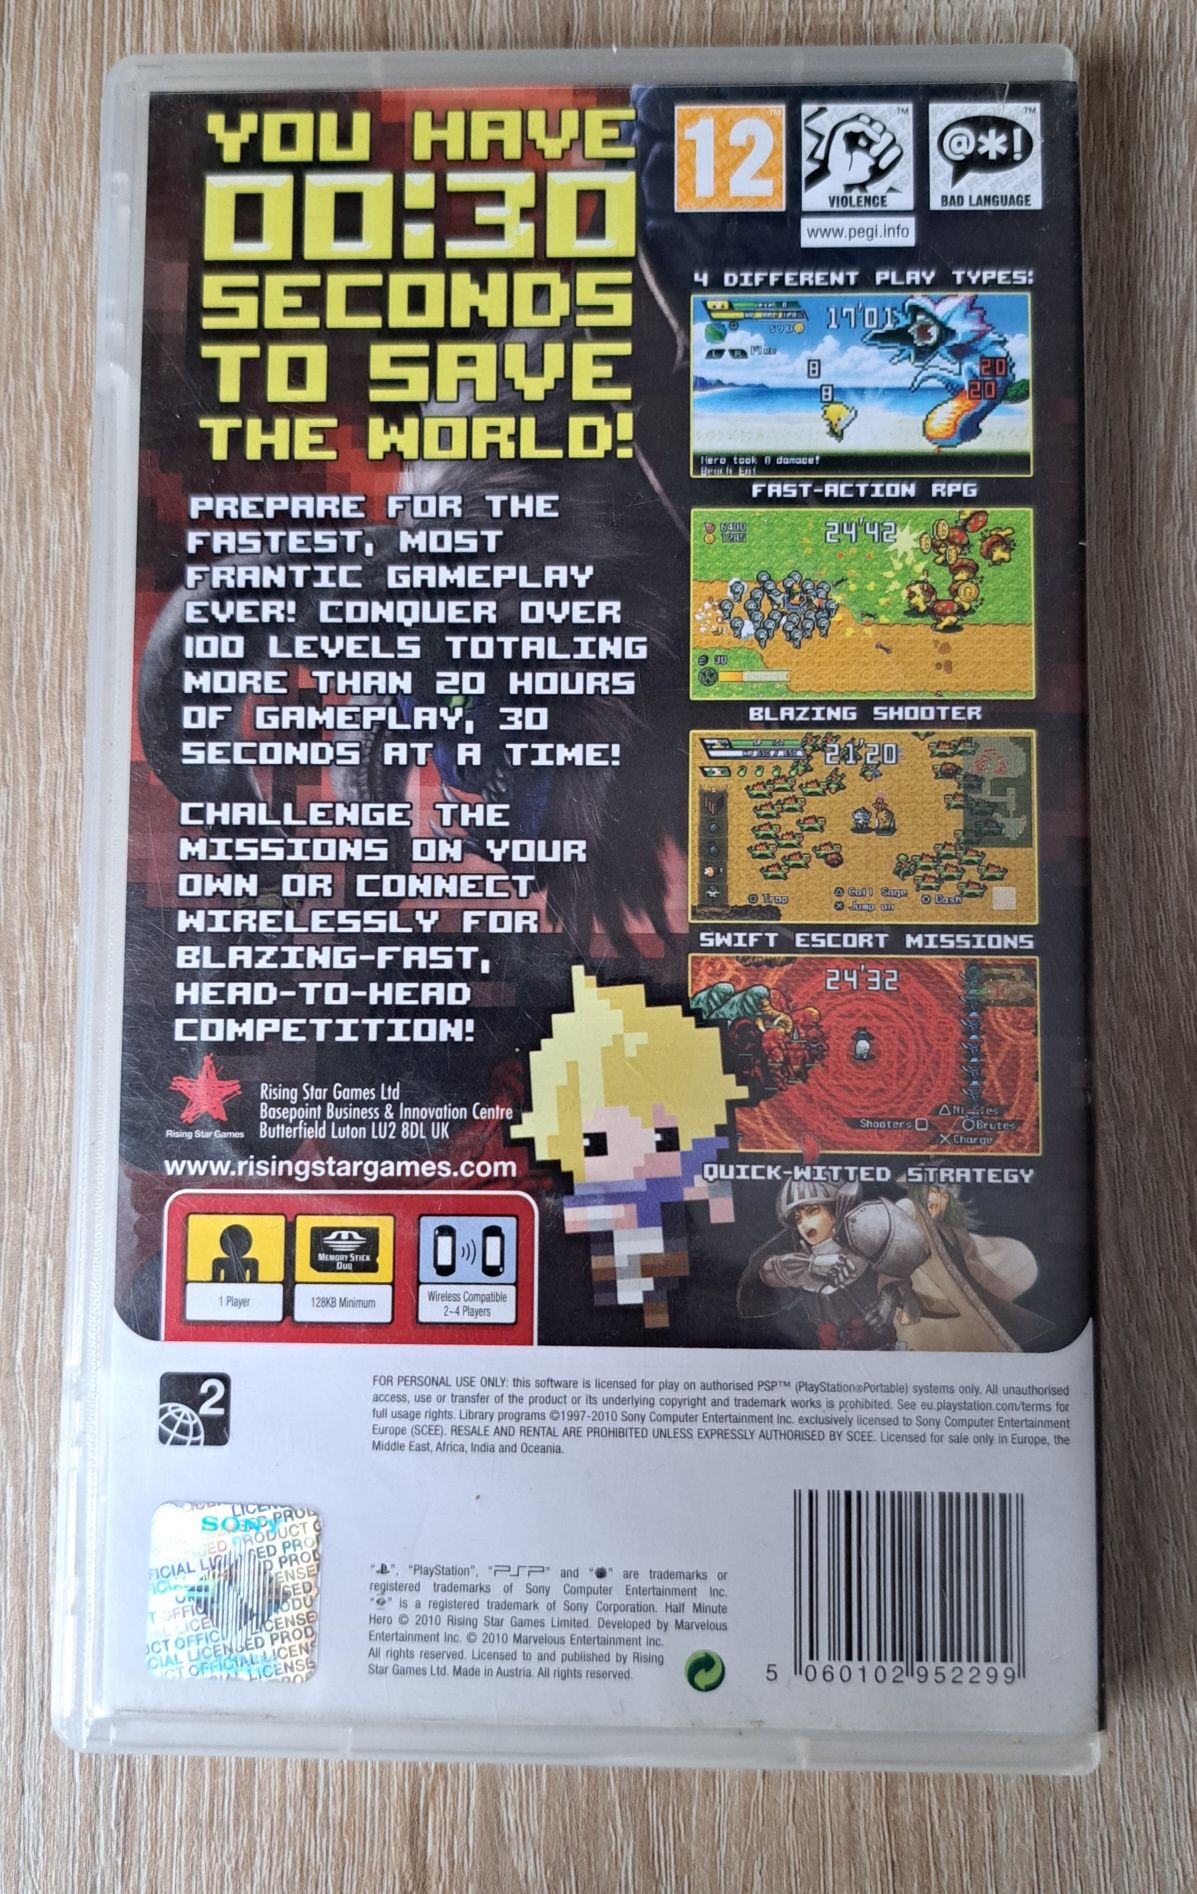 YOU HAVE
00:30
SECONDS
TO SAVE
THE WORLD!
PREPARE FOR THE
FASTEST, MOST
FRANTIC GAMEPLAY
EVER! CONQUER OVER
100 LEVELS TOTALING
MORE THAN 20 HOURS
OF GAMEPLAY, 30
SECONDS AT A TIME!
CHALLENGE THE
MISSIONS ON YOUR
OWN OR CONNECT
WIRELESSLY FOR
BLAZING-FAST,
HEAD-TO-HEAD
COMPETITION!
Rising Star Games
Rising Star Games Ltd
Basepoint Business & Innovation Centre
Butterfield Luton LU2 8DL UK
www.risingstargames.com
12
VIOLENCE
@*!
BAD LANGUAGE
www.pegi.info
4 DIFFERENT PLAY TYPES:
17'01
8
8
20
20
Hero took 8 damage!
FAST-ACTION RPG
6400
1285
24'42
30
BLAZING SHOOTER
21'20
Trap
Call Sage
Jump on
Dash
SWIFT ESCORT MISSIONS
24'32
Shooters
Brutes
Charge
QUICK-WITTED STRATEGY
1 Player
MEMORY STICK
DUO
128KB Minimum
Wireless Compatible
2~4 Players
2
FOR PERSONAL USE ONLY: this software is licensed for play on authorised PSP™ (PlayStation®Portable) systems only. All unauthorised
access, use or transfer of the product or its underlying copyright and trademark works is prohibited. See eu.playstation.com/terms for
full usage rights. Library programs ©1997-2010 Sony Computer Entertainment Inc. exclusively licensed to Sony Computer Entertainment
Europe (SCEE). RESALE AND RENTAL ARE PROHIBITED UNLESS EXPRESSLY AUTHORISED BY SCEE. Licensed for sale only in Europe, the
Middle East, Africa, India and Oceania.
SONY
"", "PlayStation", "PSP" and "" are trademarks or
registered trademarks of Sony Computer Entertainment Inc.
"" is a registered trademark of Sony Corporation. Half Minute
Hero © 2010 Rising Star Games Limited. Developed by Marvelous
Entertainment Inc. © 2010 Marvelous Entertainment Inc.
All rights reserved. Licensed to and published by Rising
Star Games Ltd. Made in Austria. All rights reserved.
5 060102 952299